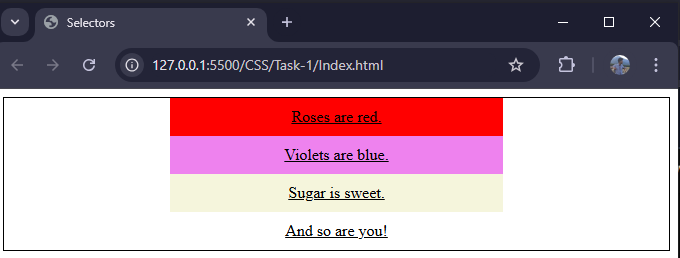 Selectors
127.0.0.1:5500/CSS/Task-1/Index.html
Roses are red.
Violets are blue.
Sugar is sweet.
And so are you!